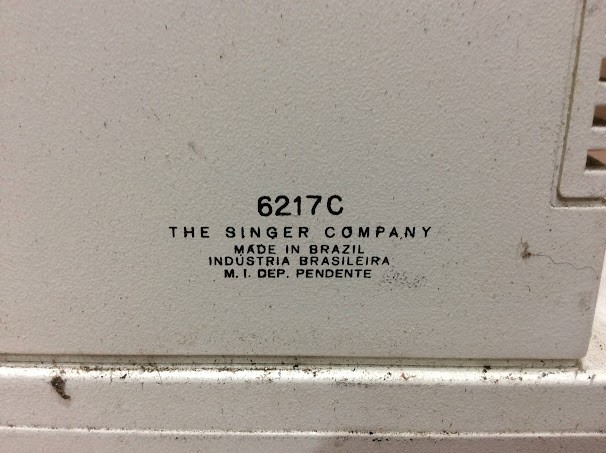 6217C
THE SINGER COMPANY
MADE IN BRAZIL
INDÚSTRIA BRASILEIRA
M. I. DEP. PENDENTE